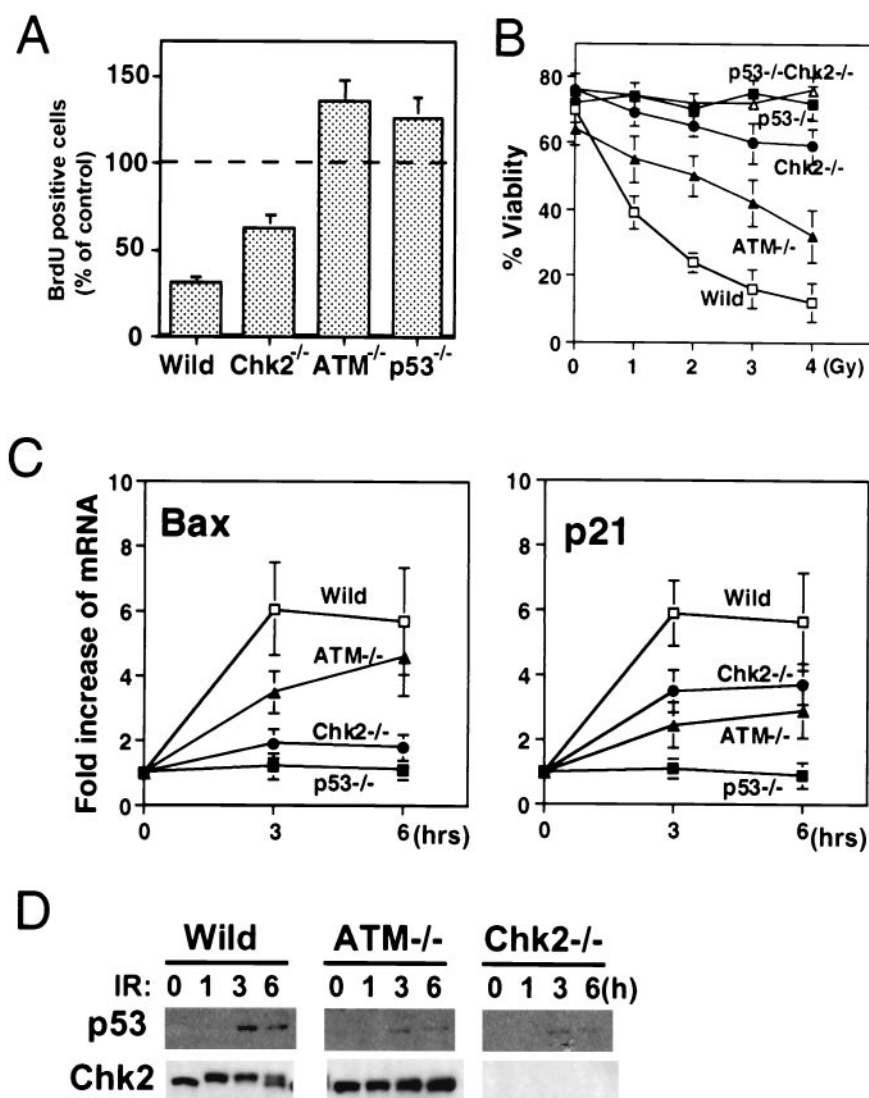 A
BrdU positive cells
(% of control)
150
100
50
0
Wild Chk2-/- ATM-/- p53-/-
B
% Viablity
80
60
40
20
0
p53-/-Chk2-/-
p53-/-
Chk2-/-
ATM-/-
Wild
0 1 2 3 4 (Gy)
C
Fold increase of mRNA
10
8
6
4
2
0
Bax
Wild
ATM-/-
Chk2-/-
p53-/-
0 3 6(hrs)
10
8
6
4
2
0
p21
Wild
Chk2-/-
ATM-/-
p53-/-
0 3 6(hrs)
D
Wild ATM-/- Chk2-/-
IR: 0 1 3 6 0 1 3 6 0 1 3 6(h)
p53
Chk2